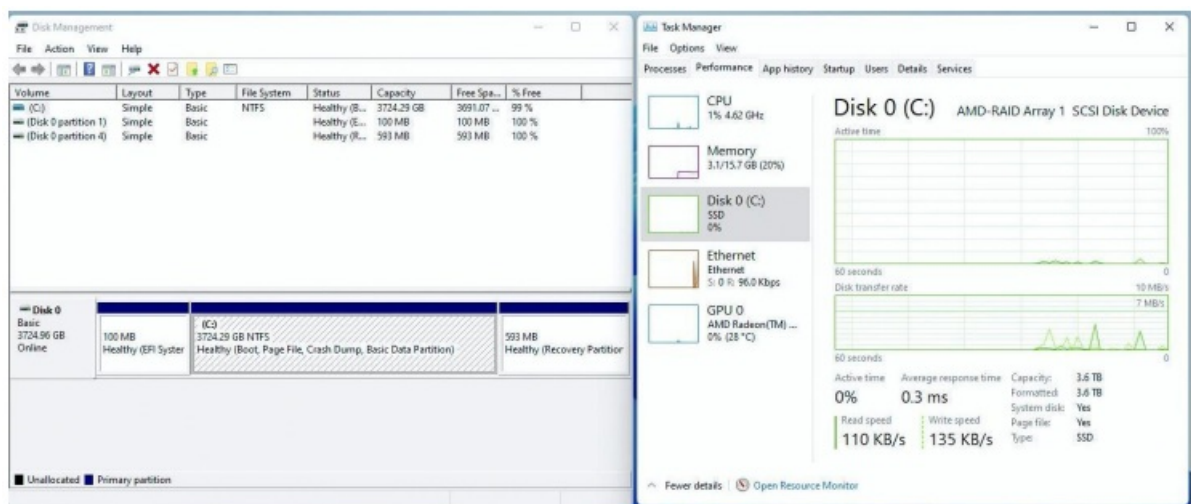 Disk Management
File Action View Help
Volume Layout Type File System Status Capacity Free Spa... % Free
(C:) Simple Basic NTFS Healthy (B... 3724.29 GB 3691.07 ... 99 %
(Disk 0 partition 1) Simple Basic Healthy (E... 100 MB 100 MB 100 %
(Disk 0 partition 4) Simple Basic Healthy (R... 593 MB 593 MB 100 %
Disk 0
Basic
3724.96 GB
Online
100 MB
Healthy (EFI Syster
(C:)
3724.29 GB NTFS
Healthy (Boot, Page File, Crash Dump, Basic Data Partition)
593 MB
Healthy (Recovery Partitior
Unallocated Primary partition
Task Manager
File Options View
Processes Performance App history Startup Users Details Services
CPU
1% 4.62 GHz
Memory
3.1/15.7 GB (20%)
Disk 0 (C:)
SSD
0%
Ethernet
Ethernet
S: 0 R: 96.0 Kbps
GPU 0
AMD Radeon(TM) ...
0% (28 °C)
Disk 0 (C:) AMD-RAID Array 1 SCSI Disk Device
Active time 100%
60 seconds 0
Disk transfer rate 10 MB/s
7 MB/s
60 seconds 0
Active time Average response time
0% 0.3 ms
Read speed Write speed
110 KB/s 135 KB/s
Capacity: 3.6 TB
Formatted: 3.6 TB
System disk: Yes
Page file: Yes
Type: SSD
Fewer details Open Resource Monitor